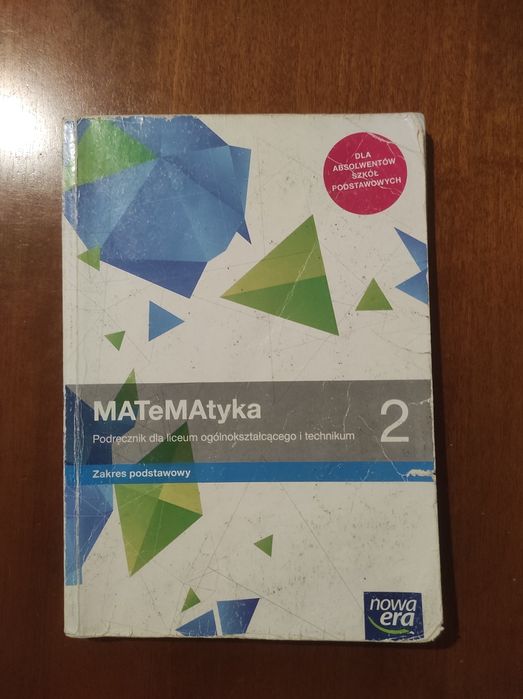 DLA
ABSOLWENTÓW
SZKÓŁ
PODSTAWOWYCH
MATeMAtyka
Podręcznik dla liceum ogólnokształcącego i technikum
2
Zakres podstawowy
nowa
era